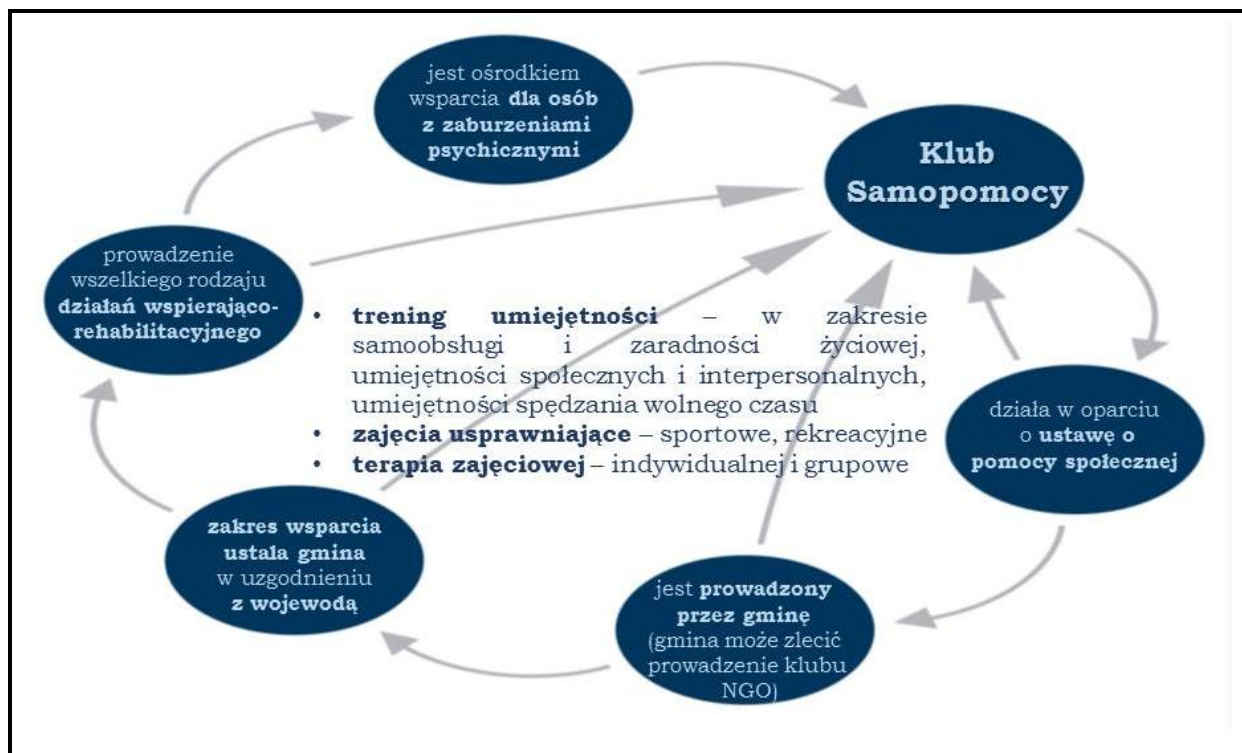 jest ośrodkiem
wsparcia dla osób
z zaburzeniami
psychicznymi
Klub
Samopomocy
prowadzenie
wszelkiego rodzaju
działań wspierająco-
rehabilitacyjnego
• trening umiejętności – w zakresie
samoobsługi i zaradności życiowej,
umiejętności społecznych i interpersonalnych,
umiejętności spędzania wolnego czasu
• zajęcia usprawniające – sportowe, rekreacyjne
• terapia zajęciowej – indywidualnej i grupowe
działa w oparciu
o ustawę o
pomocy społecznej
zakres wsparcia
ustala gmina
w uzgodnieniu
z wojewodą
jest prowadzony
przez gminę
(gmina może zlecić
prowadzenie klubu
NGO)